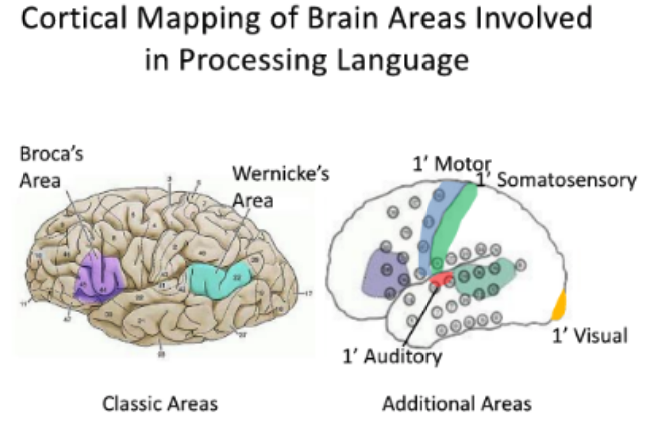 Cortical Mapping of Brain Areas Involved
in Processing Language
Broca's
Area
Wernicke's
Area
1' Motor
1' Somatosensory
1' Auditory
1' Visual
Classic Areas
Additional Areas